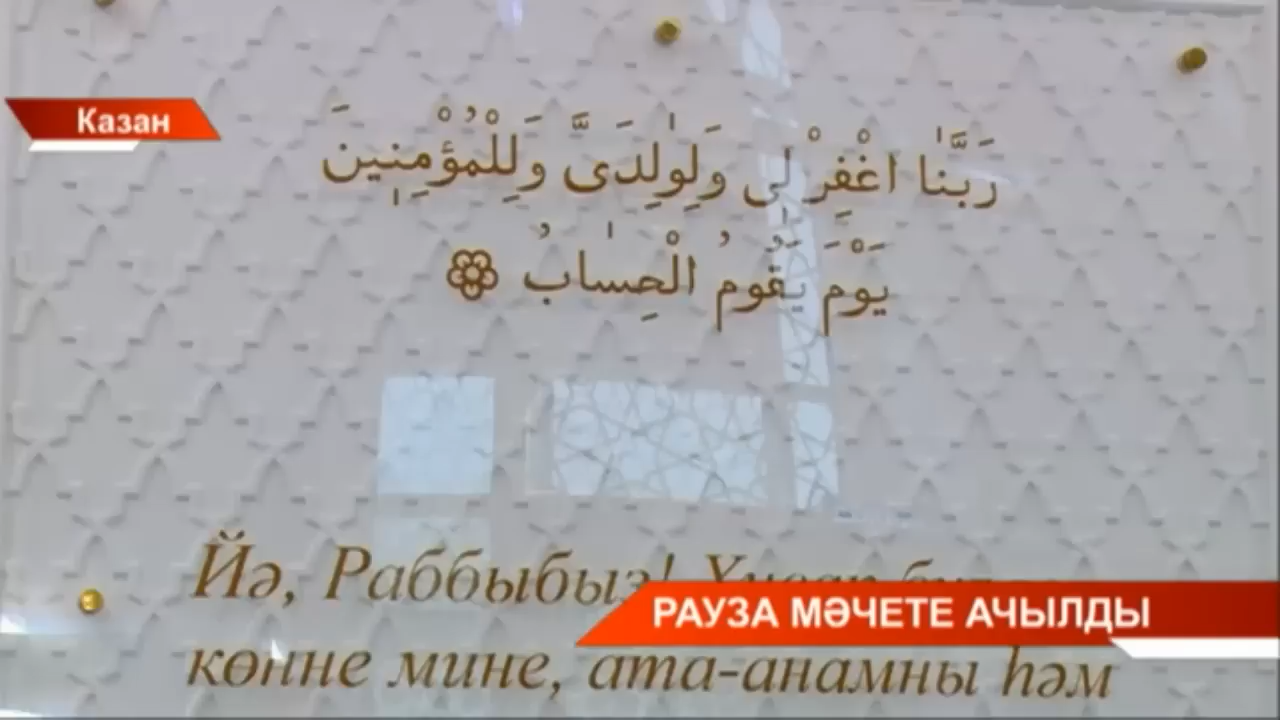 Казан
رَبَّنَا اغْفِرْ لِى وَلِوٰلِدَىَّ وَلِلْمُؤْمِنِينَ
يَوْمَ يَقُومُ الْحِسٰابُ
Йә, Раббыбыз!
РАУЗА МӘЧЕТЕ АЧЫЛДЫ
көнне мине, ата-анамны һәм